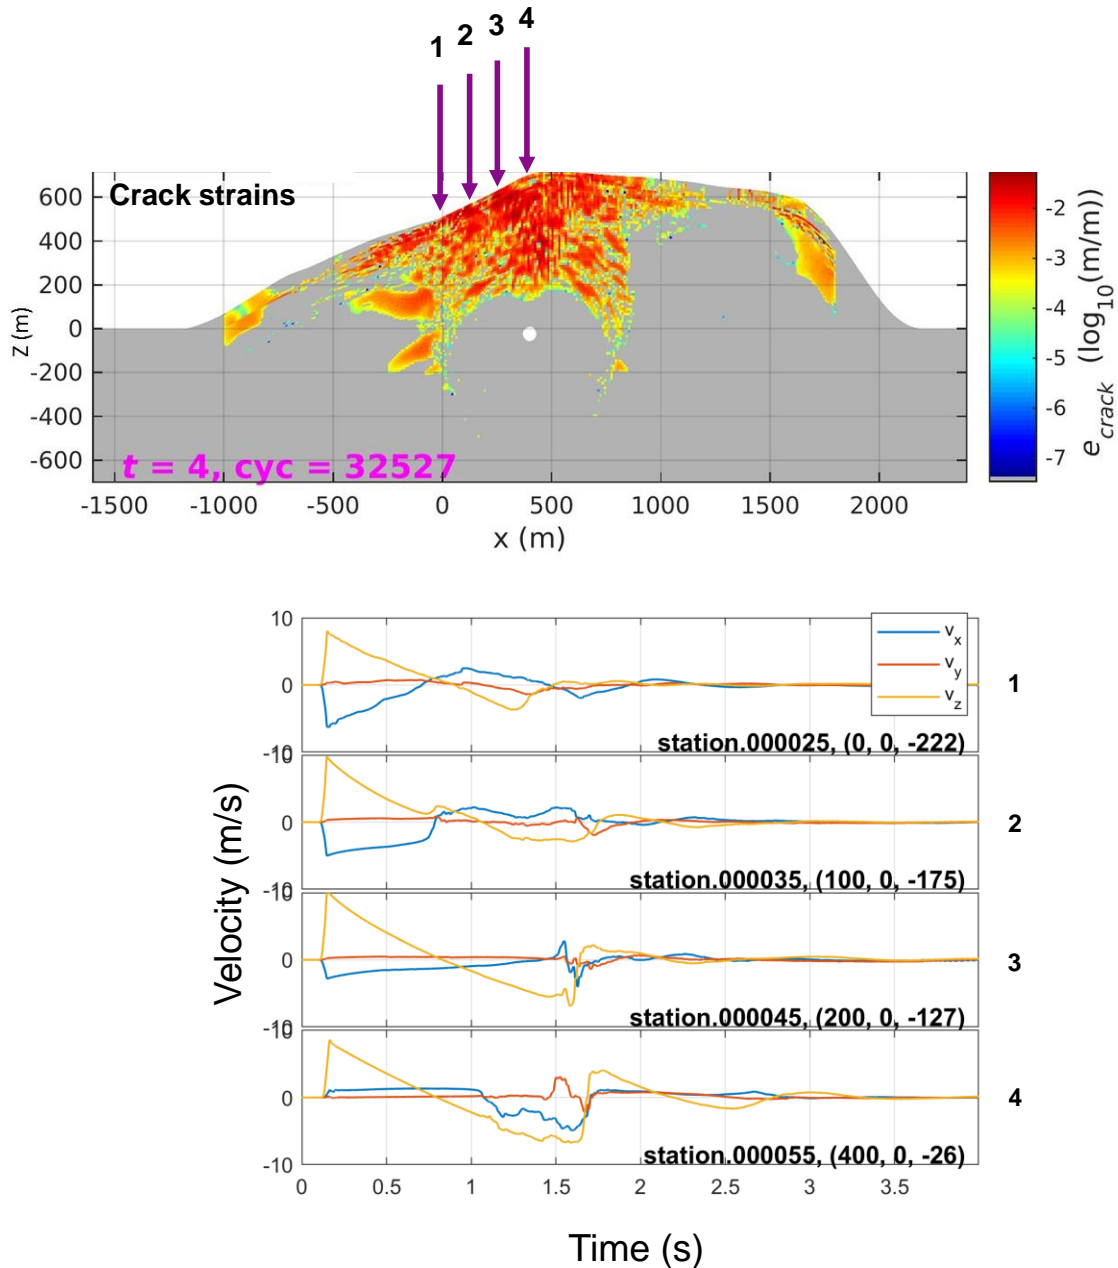 4
3
2
1
Crack strains
600
400
200
0
-200
-400
-600
z (m)
t = 4, cyc = 32527
-1500 -1000 -500 0 500 1000 1500 2000
x (m)
-2
-3
-4
-5
-6
-7
e_crack (log_10(m/m))
10
0
-10
v_x
v_y
v_z
station.000025, (0, 0, -222)
1
10
0
-10
station.000035, (100, 0, -175)
2
10
0
-10
station.000045, (200, 0, -127)
3
10
0
-10
station.000055, (400, 0, -26)
4
Velocity (m/s)
0 0.5 1 1.5 2 2.5 3 3.5
Time (s)